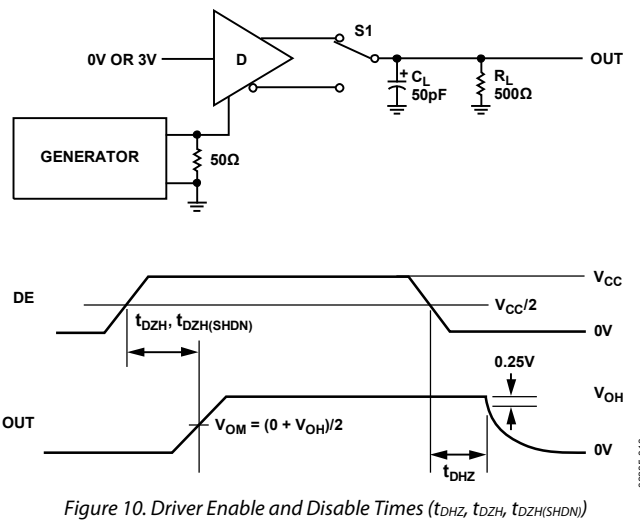 S1
0V OR 3V
D
OUT
+
C_L
50pF
R_L
500Ω
GENERATOR
50Ω
DE
V_CC
V_CC/2
0V
t_DZH, t_DZH(SHDN)
0.25V
V_OH
OUT
V_OM = (0 + V_OH)/2
0V
t_DHZ
Figure 10. Driver Enable and Disable Times (t_DHZ, t_DZH, t_DZH(SHDN))